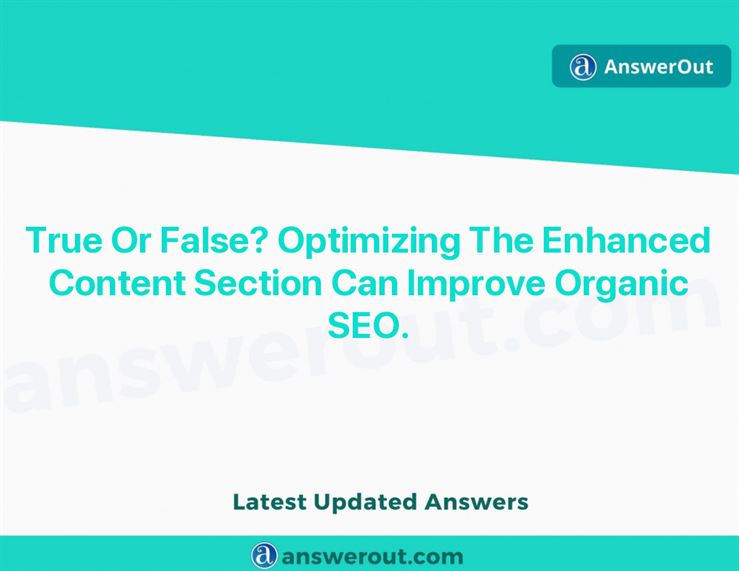 AnswerOut
True Or False? Optimizing The Enhanced
Content Section Can Improve Organic
SEO.
answerout.com
Latest Updated Answers
answerout.com